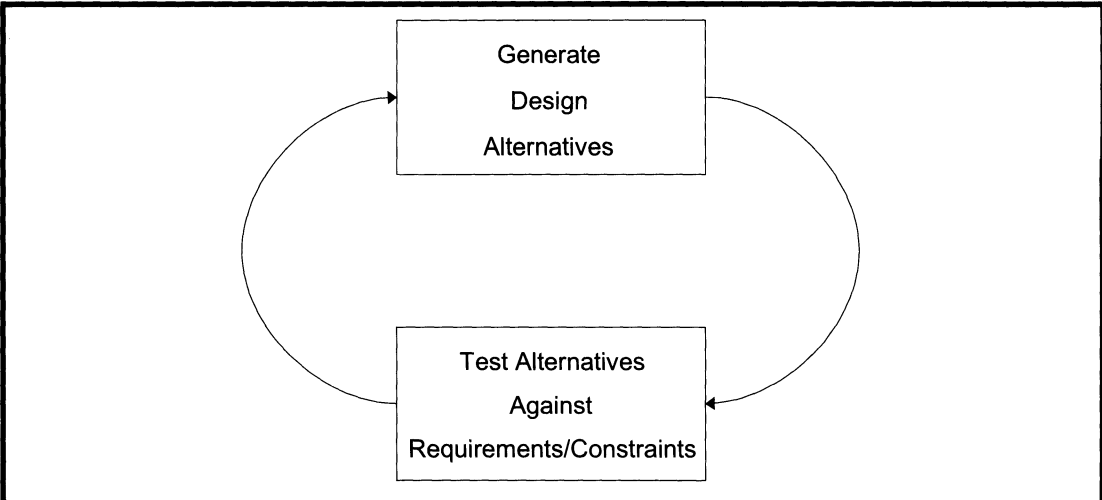 Generate
Design
Alternatives
Test Alternatives
Against
Requirements/Constraints